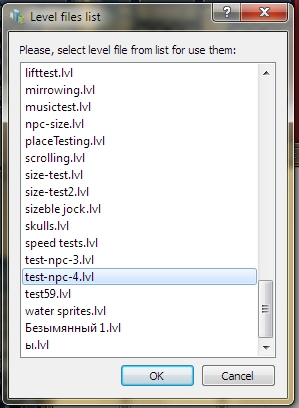 Level files list
?
Please, select level file from list for use them:
lifttest.lvl
mirrowing.lvl
musictest.lvl
npc-size.lvl
placeTesting.lvl
scrolling.lvl
size-test.lvl
size-test2.lvl
sizeble jock.lvl
skulls.lvl
speed tests.lvl
test-npc-3.lvl
test-npc-4.lvl
test59.lvl
water sprites.lvl
Безымянный 1.lvl
ы.lvl
OK
Cancel